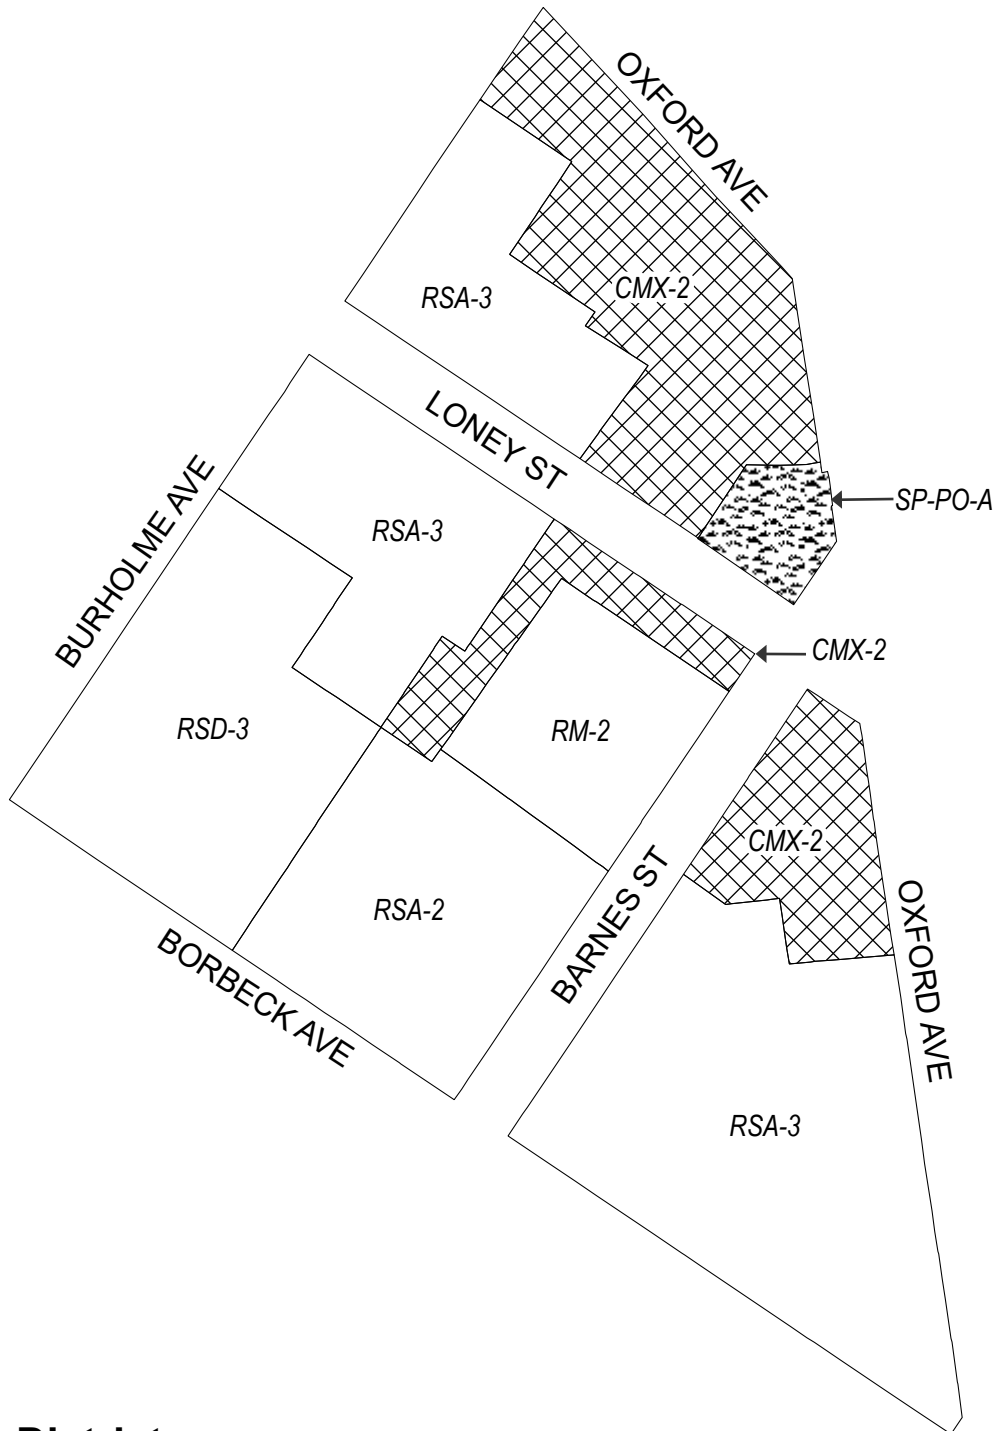 OXFORD AVE
RSA-3
CMX-2
LONEY ST
SP-PO-A
BURHOLME AVE
RSA-3
CMX-2
RSD-3
RM-2
CMX-2
RSA-2
BARNES ST
OXFORD AVE
BORBECK AVE
RSA-3